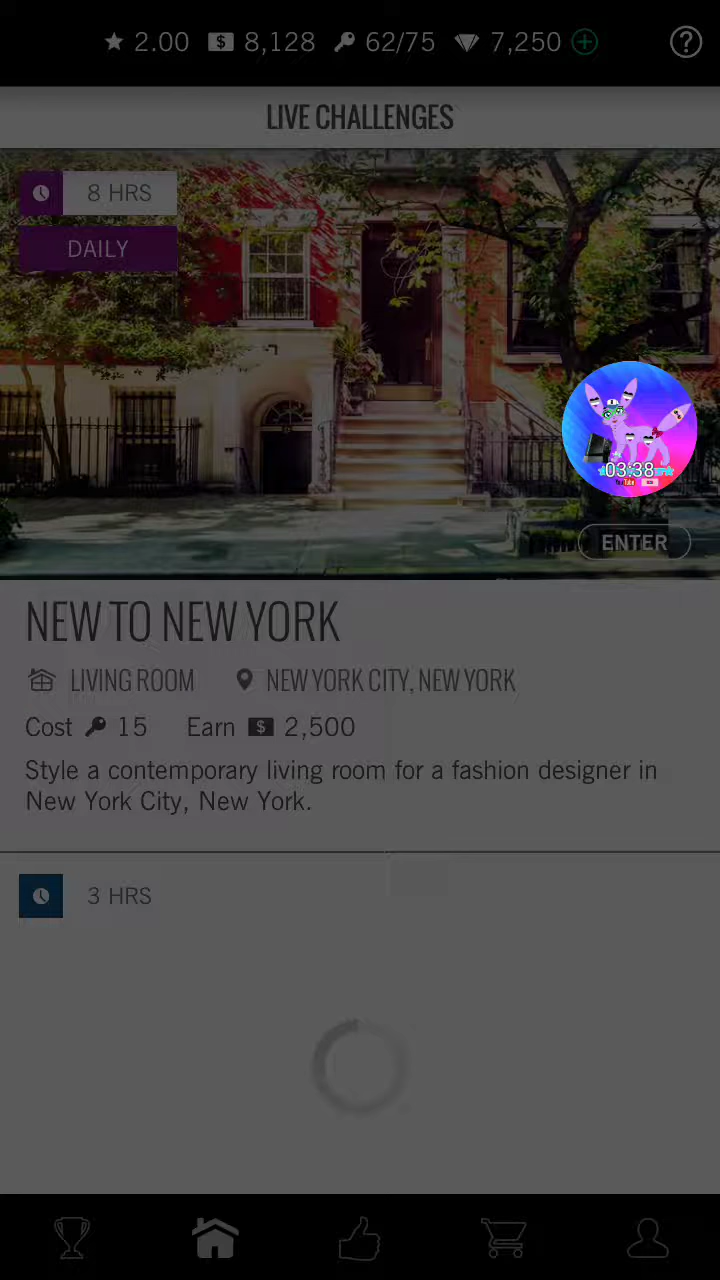 2.00 8,128 62/75 7,250
LIVE CHALLENGES
8 HRS
DAILY
03:38
YouTube
ENTER
NEW TO NEW YORK
LIVING ROOM NEW YORK CITY, NEW YORK
Cost 15 Earn $ 2,500
Style a contemporary living room for a fashion designer in
New York City, New York.
3 HRS